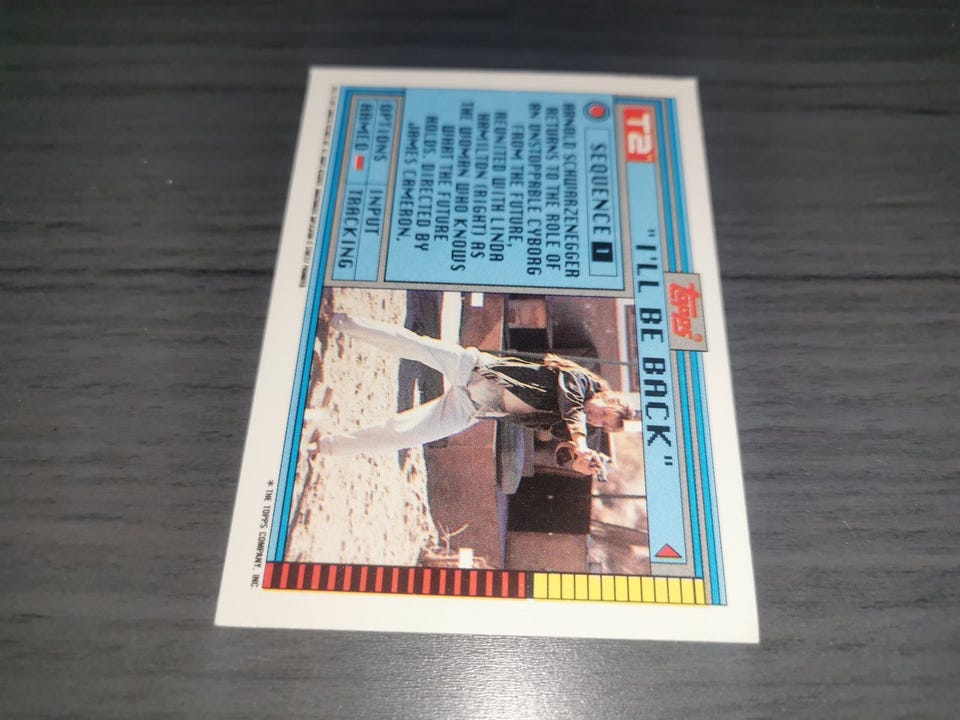 Topps®
T2
"I'LL BE BACK"
SEQUENCE 1
ARNOLD SCHWARZENEGGER
RETURNS TO THE ROLE OF
AN UNSTOPPABLE CYBORG
FROM THE FUTURE,
REUNITED WITH LINDA
HAMILTON (RIGHT) AS
THE WOMAN WHO KNOWS
WHAT THE FUTURE
HOLDS. DIRECTED BY
JAMES CAMERON.
OPTIONS INPUT
ARMED TRACKING
* THE TOPPS COMPANY, INC.